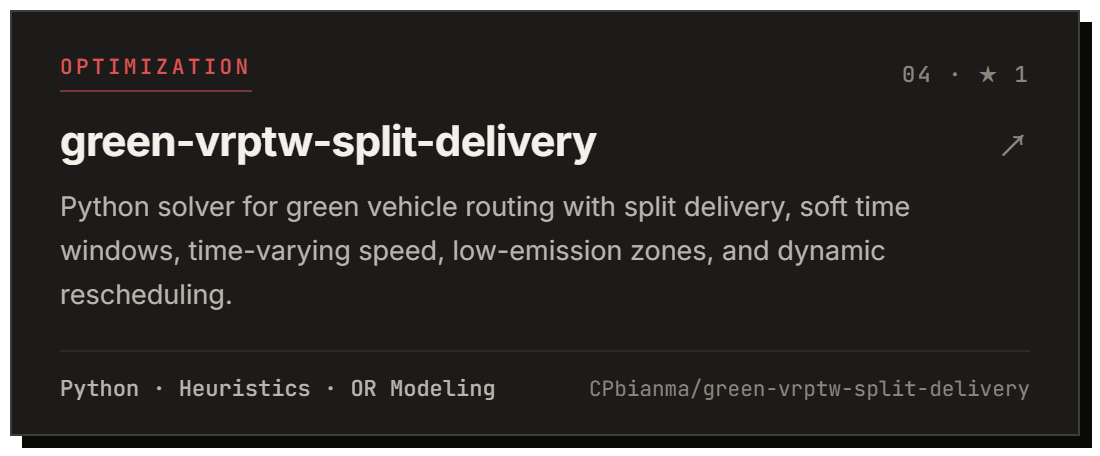 OPTIMIZATION
04 · ★ 1
green-vrptw-split-delivery
↗
Python solver for green vehicle routing with split delivery, soft time
windows, time-varying speed, low-emission zones, and dynamic
rescheduling.
Python · Heuristics · OR Modeling
CPbianma/green-vrptw-split-delivery